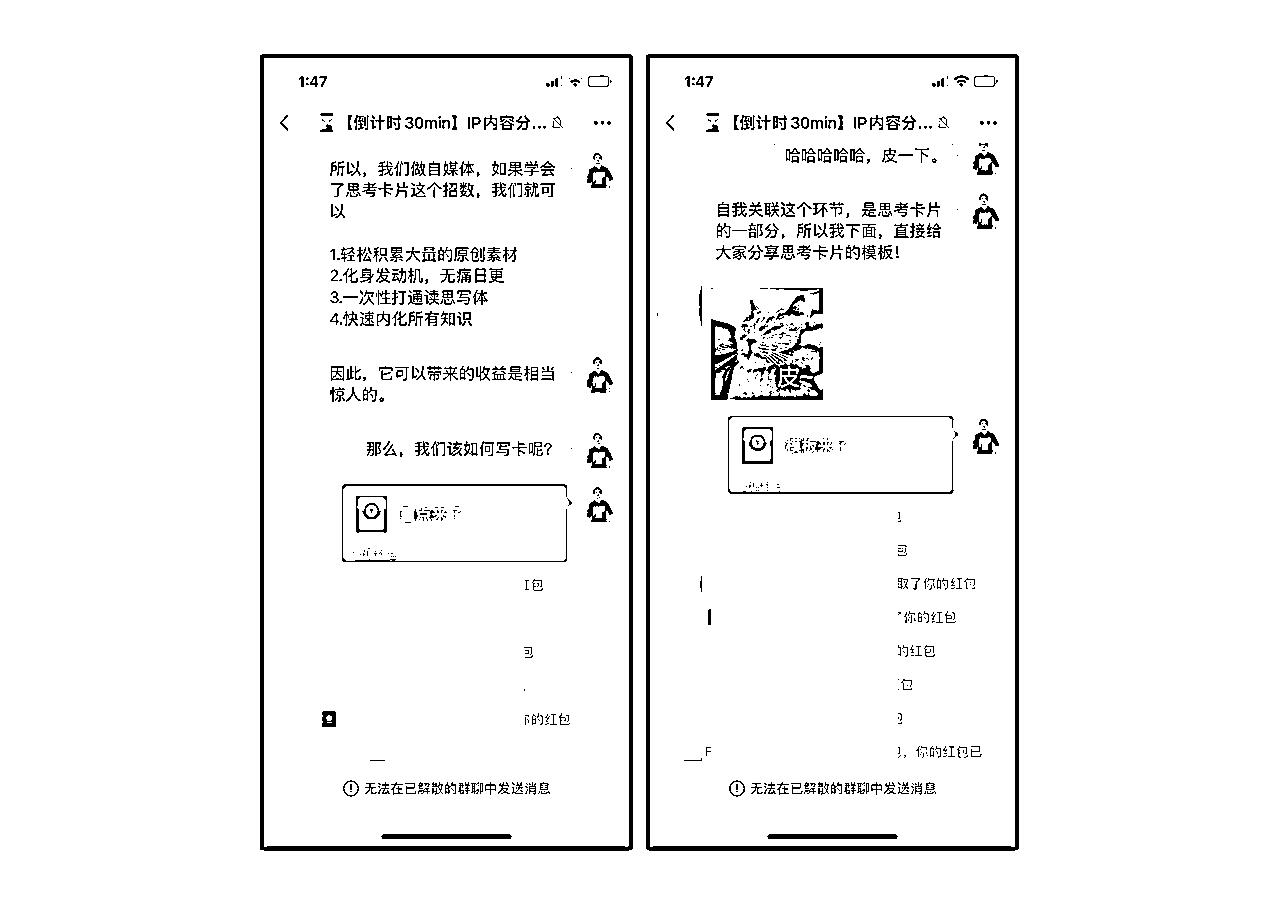 1:47
【倒计时30min】IP内容分...
所以，我们做自媒体，如果学会
了思考卡片这个招数，我们就可
以
1.轻松积累大量的原创素材
2.化身发动机，无痛日更
3.一次性打通读思写体
4.快速内化所有知识
因此，它可以带来的收益是相当
惊人的。
那么，我们该如何写卡呢？
包
包
的红包
无法在已解散的群聊中发送消息
1:47
【倒计时30min】IP内容分...
哈哈哈哈哈，皮一下。
自我关联这个环节，是思考卡片
的一部分，所以我下面，直接给
大家分享思考卡片的模板！
皮
模板来了
包
取了你的红包
你的红包
的红包
包
，你的红包已
无法在已解散的群聊中发送消息